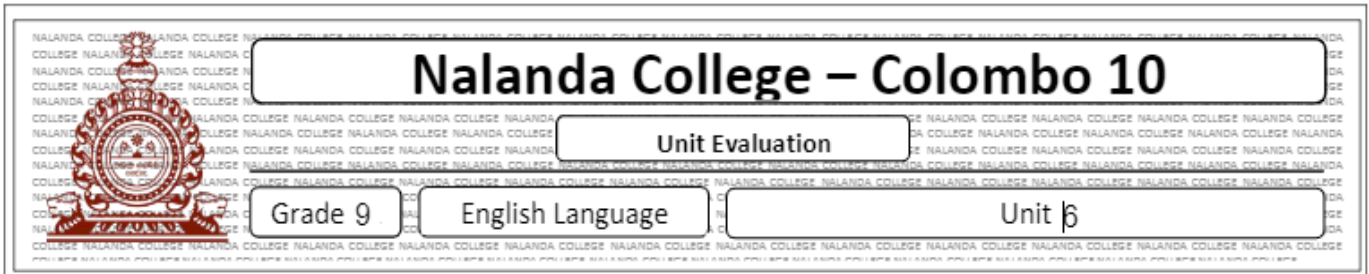 Nalanda College – Colombo 10
Unit Evaluation
Grade 9
English Language
Unit 6